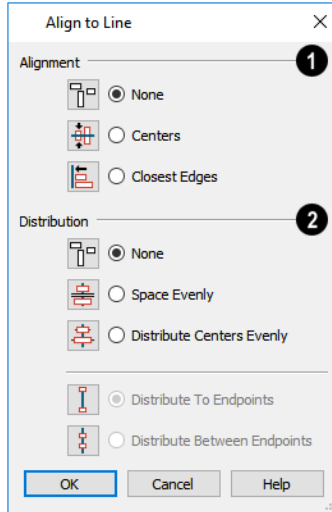 Align to Line
Alignment 1
None
Centers
Closest Edges
Distribution 2
None
Space Evenly
Distribute Centers Evenly
Distribute To Endpoints
Distribute Between Endpoints
OK Cancel Help